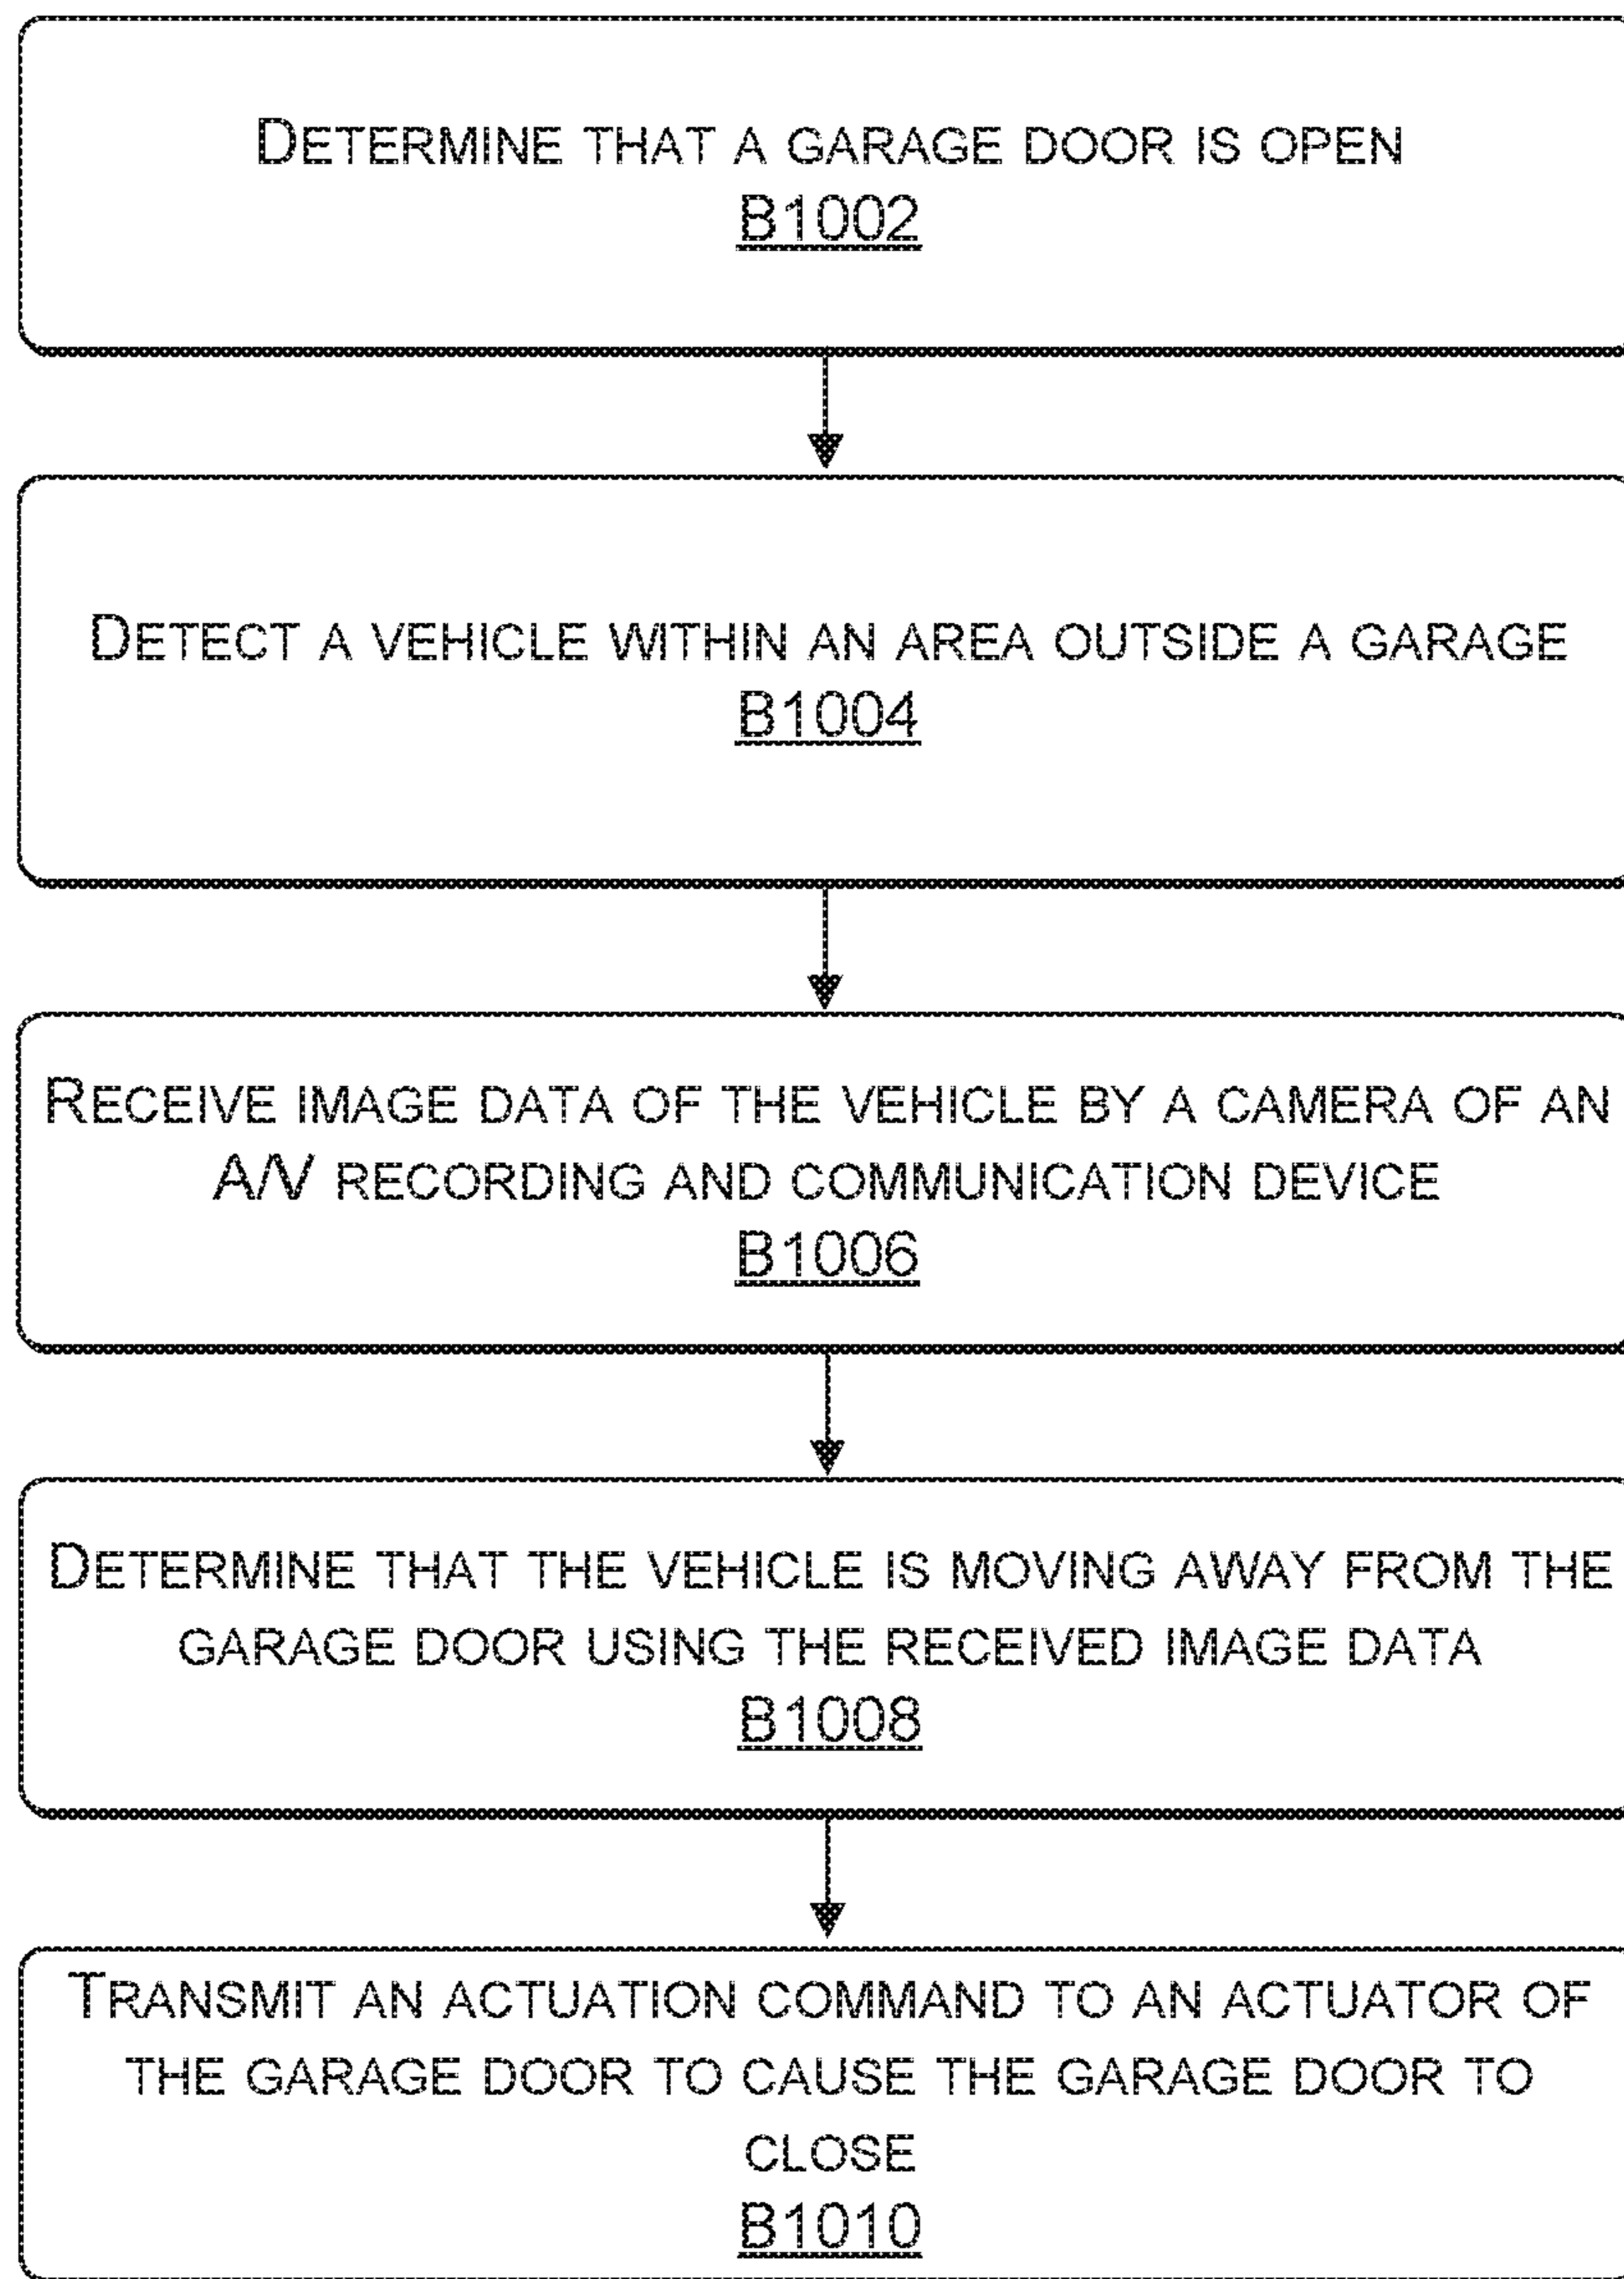 DETERMINE THAT A GARAGE DOOR IS OPEN
B1002
DETECT A VEHICLE WITHIN AN AREA OUTSIDE A GARAGE
B1004
RECEIVE IMAGE DATA OF THE VEHICLE BY A CAMERA OF AN
A/V RECORDING AND COMMUNICATION DEVICE
B1006
DETERMINE THAT THE VEHICLE IS MOVING AWAY FROM THE
GARAGE DOOR USING THE RECEIVED IMAGE DATA
B1008
TRANSMIT AN ACTUATION COMMAND TO AN ACTUATOR OF
THE GARAGE DOOR TO CAUSE THE GARAGE DOOR TO
CLOSE
B1010